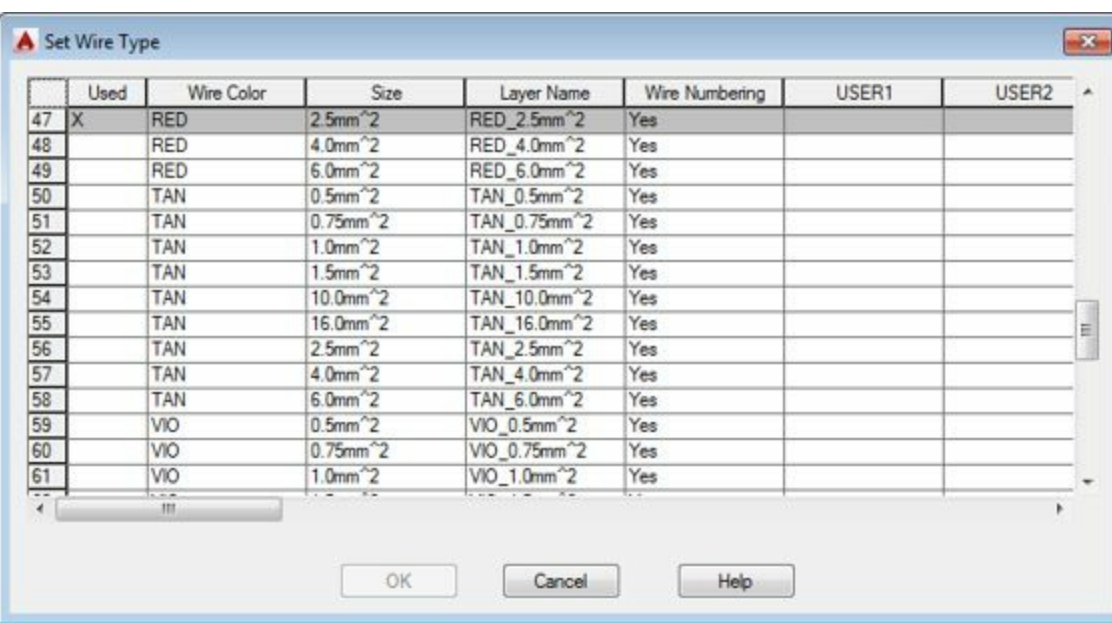 Set Wire Type
Used Wire Color Size Layer Name Wire Numbering USER1 USER2
47 X RED 2.5mm^2 RED_2.5mm^2 Yes
48 RED 4.0mm^2 RED_4.0mm^2 Yes
49 RED 6.0mm^2 RED_6.0mm^2 Yes
50 TAN 0.5mm^2 TAN_0.5mm^2 Yes
51 TAN 0.75mm^2 TAN_0.75mm^2 Yes
52 TAN 1.0mm^2 TAN_1.0mm^2 Yes
53 TAN 1.5mm^2 TAN_1.5mm^2 Yes
54 TAN 10.0mm^2 TAN_10.0mm^2 Yes
55 TAN 16.0mm^2 TAN_16.0mm^2 Yes
56 TAN 2.5mm^2 TAN_2.5mm^2 Yes
57 TAN 4.0mm^2 TAN_4.0mm^2 Yes
58 TAN 6.0mm^2 TAN_6.0mm^2 Yes
59 VIO 0.5mm^2 VIO_0.5mm^2 Yes
60 VIO 0.75mm^2 VIO_0.75mm^2 Yes
61 VIO 1.0mm^2 VIO_1.0mm^2 Yes
OK Cancel Help